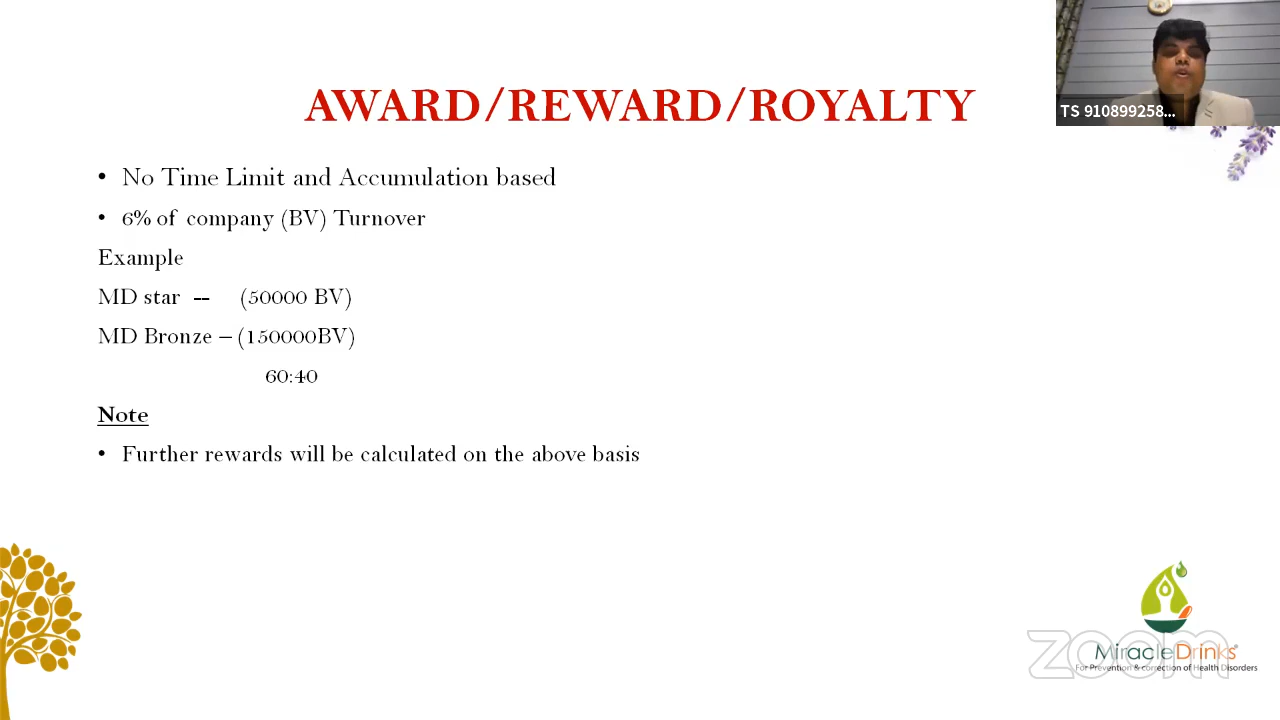 AWARD/REWARD/ROYALTY
TS 910899258...
• No Time Limit and Accumulation based
• 6% of company (BV) Turnover
Example
MD star -- (50000 BV)
MD Bronze – (150000BV)
60:40
Note
• Further rewards will be calculated on the above basis
zoom
MiracleDrinks®
For Prevention & correction of Health Disorders